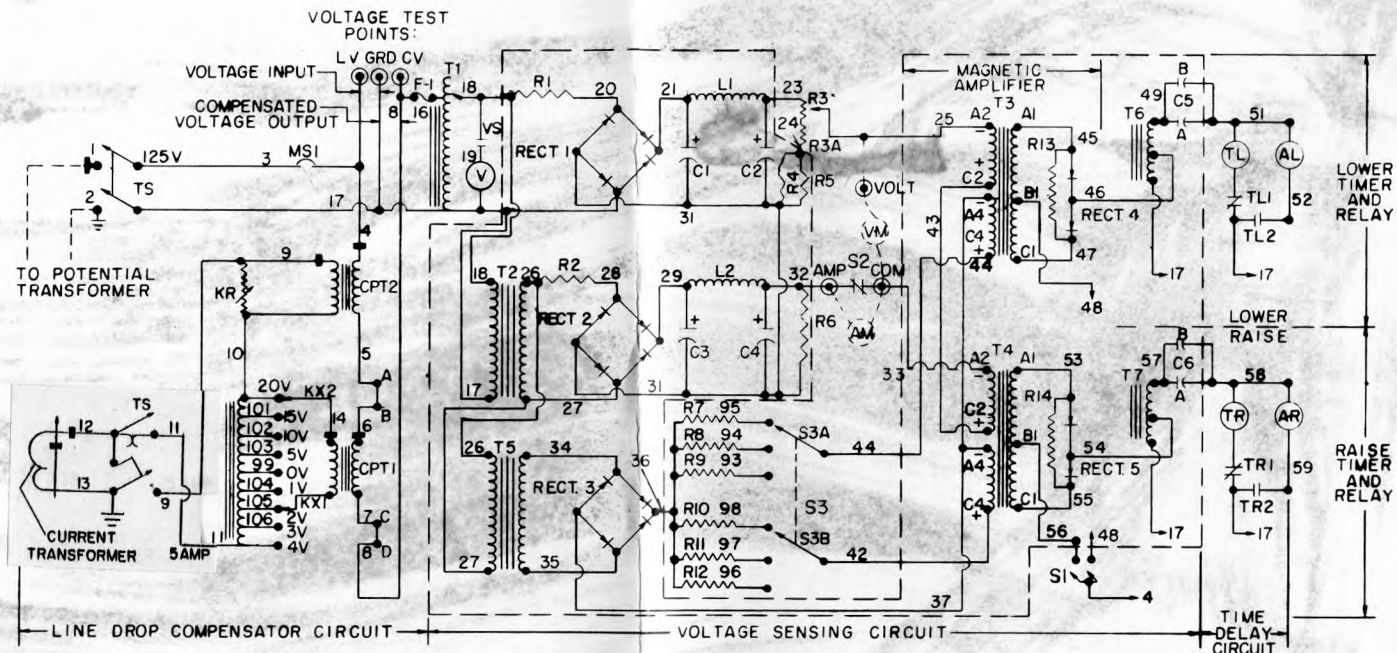 VOLTAGE TEST
POINTS:
LV GRD CV
VOLTAGE INPUT
COMPENSATED
VOLTAGE OUTPUT
8
F-1
16
T1
18
VS
19
V
R1
20
RECT 1
21
L1
23
C1
C2
R3
24
R3A
R4
R5
31
VOLT
VM
25
MAGNETIC
AMPLIFIER
T3
A2
A1
C2
A4
C4
44
B1
C1
43
R13
45
46
RECT. 4
47
48
T6
49
B
C5
A
17
51
TL
AL
TL1
TL2
52
17
LOWER
TIMER
AND
RELAY
1
125V
3
MS1
2
TS
17
TO POTENTIAL
TRANSFORMER
4
9
KR
CPT2
10
5
A
B
6
20V
KX2
14
101
15V
102
10V
103
5V
99
0V
104
1V
105
KX1
2V
106
3V
4V
CPT1
7
C
8
D
TS
12
11
13
9
11
CURRENT
TRANSFORMER
5AMP
18
T2
26
R2
28
RECT 2
29
L2
32
C3
C4
R6
17
27
31
AMP
S2
COM
AM
33
26
T5
34
RECT. 3
36
27
35
R7
95
R8
94
R9
93
R10
98
R11
97
R12
96
S3A
44
S3
S3B
42
37
T4
A2
A1
C2
A4
C4
B1
C1
53
R14
54
RECT. 5
55
56
48
S1
4
LOWER
RAISE
T7
57
B
C6
A
17
58
TR
AR
TR1
TR2
59
17
RAISE
TIMER
AND
RELAY
LINE DROP COMPENSATOR CIRCUIT
VOLTAGE SENSING CIRCUIT
TIME
DELAY
CIRCUIT